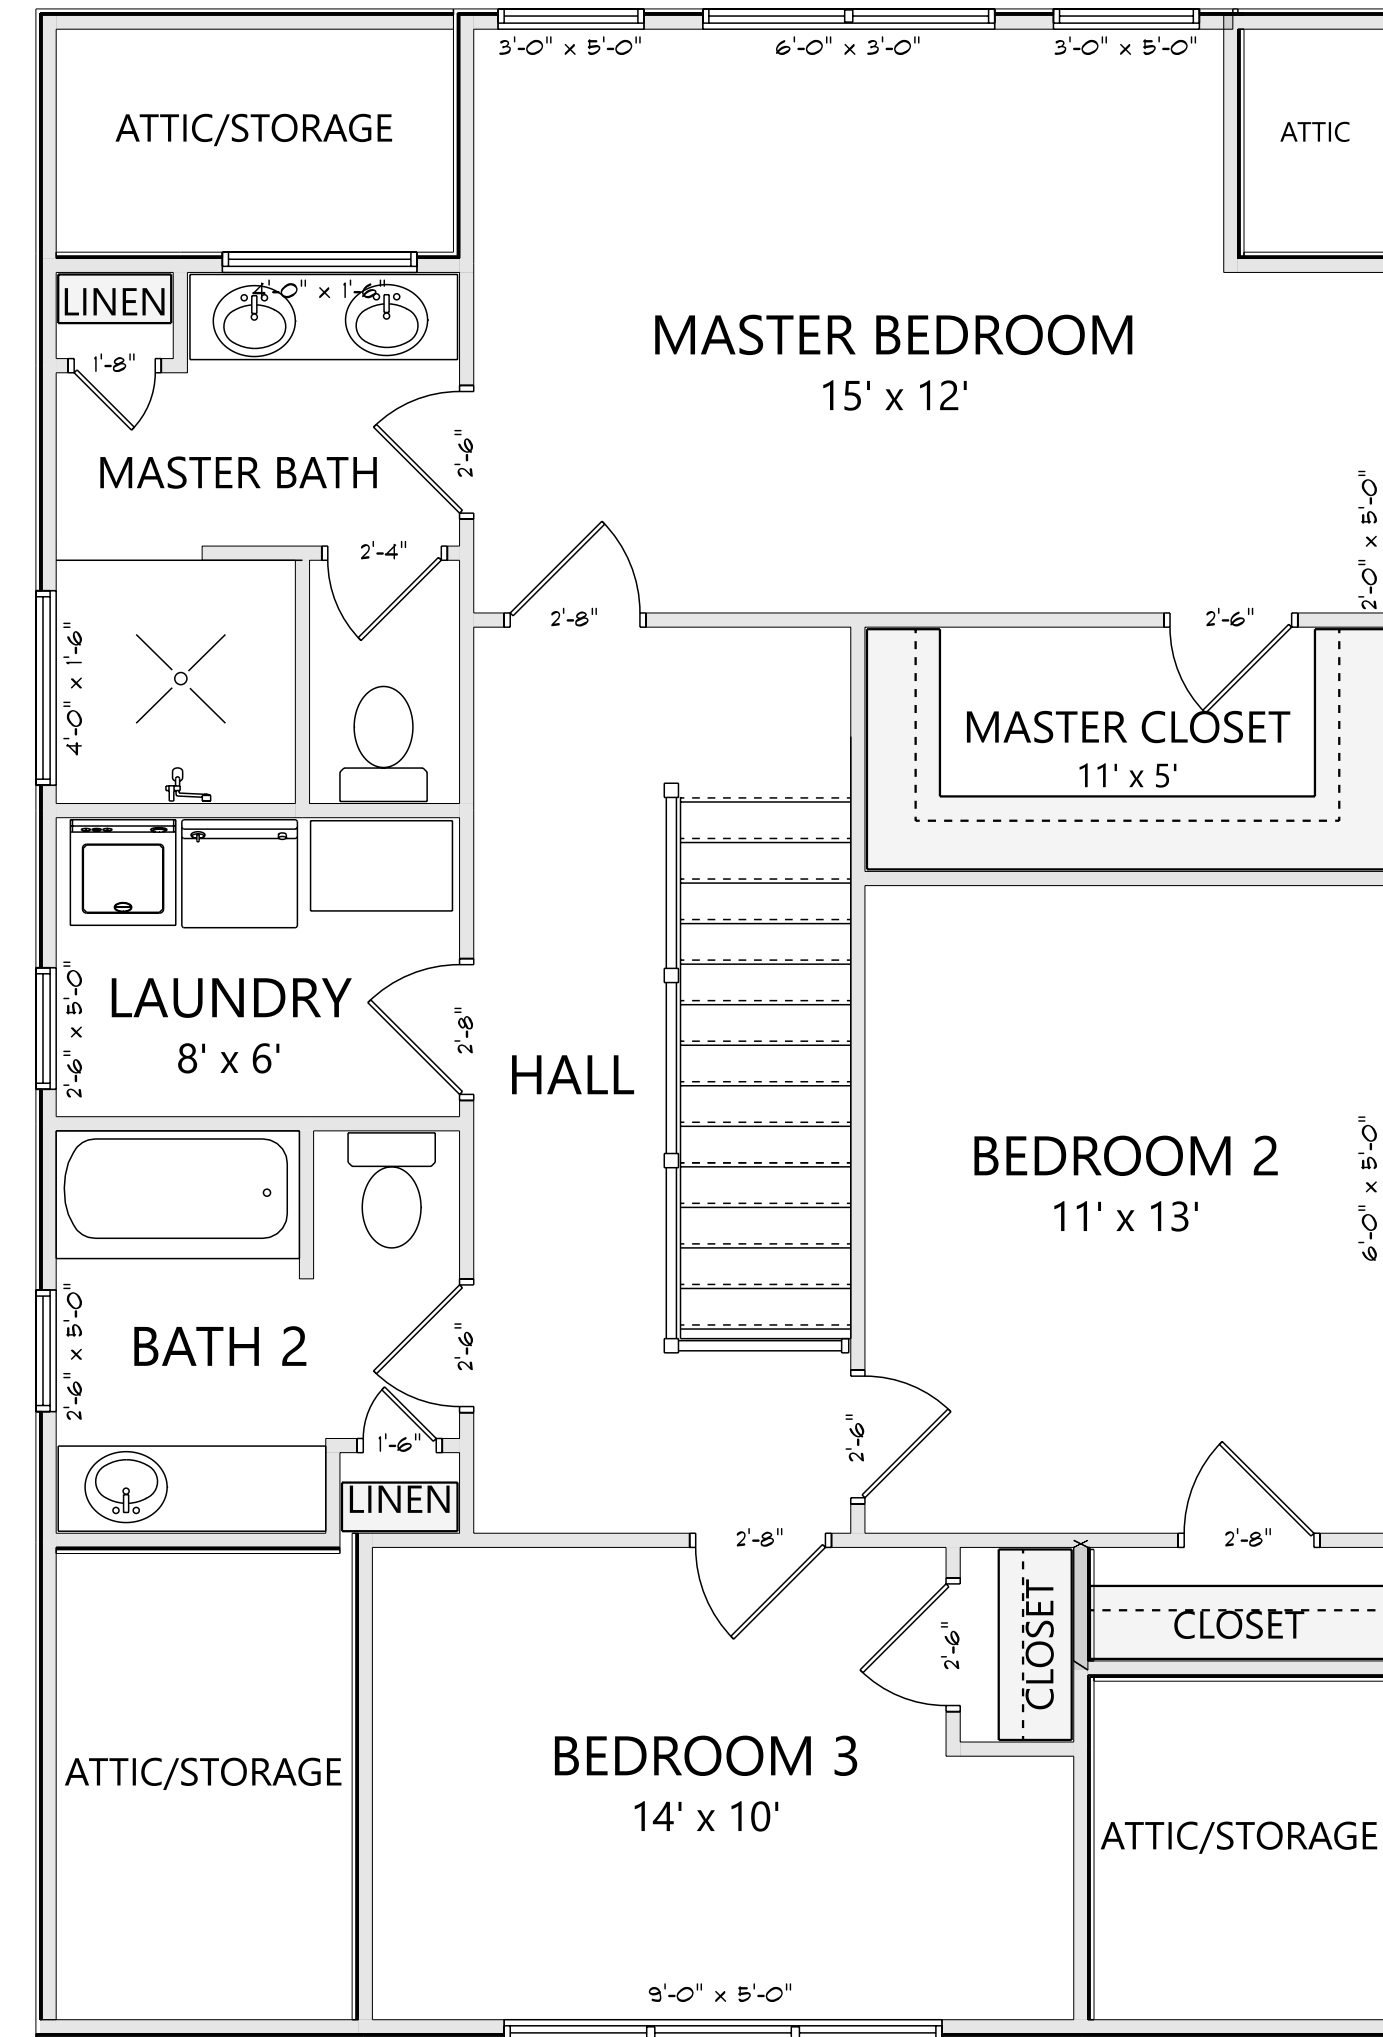 3'-0" x 5'-0"
6'-0" x 3'-0"
3'-0" x 5'-0"
ATTIC/STORAGE
ATTIC
4'-0" x 1'-6"
LINEN
1'-8"
MASTER BEDROOM
15' x 12'
2'-6"
MASTER BATH
2'-0" x 5'-0"
2'-4"
2'-8"
2'-6"
4'-0" x 1'-6"
MASTER CLOSET
11' x 5'
2'-6" x 5'-0"
LAUNDRY
8' x 6'
2'-8"
HALL
BEDROOM 2
11' x 13'
6'-0" x 5'-0"
2'-6" x 5'-0"
BATH 2
2'-6"
1'-6"
2'-6"
LINEN
2'-8"
2'-8"
CLOSET
CLOSET
2'-6"
BEDROOM 3
14' x 10'
ATTIC/STORAGE
ATTIC/STORAGE
9'-0" x 5'-0"